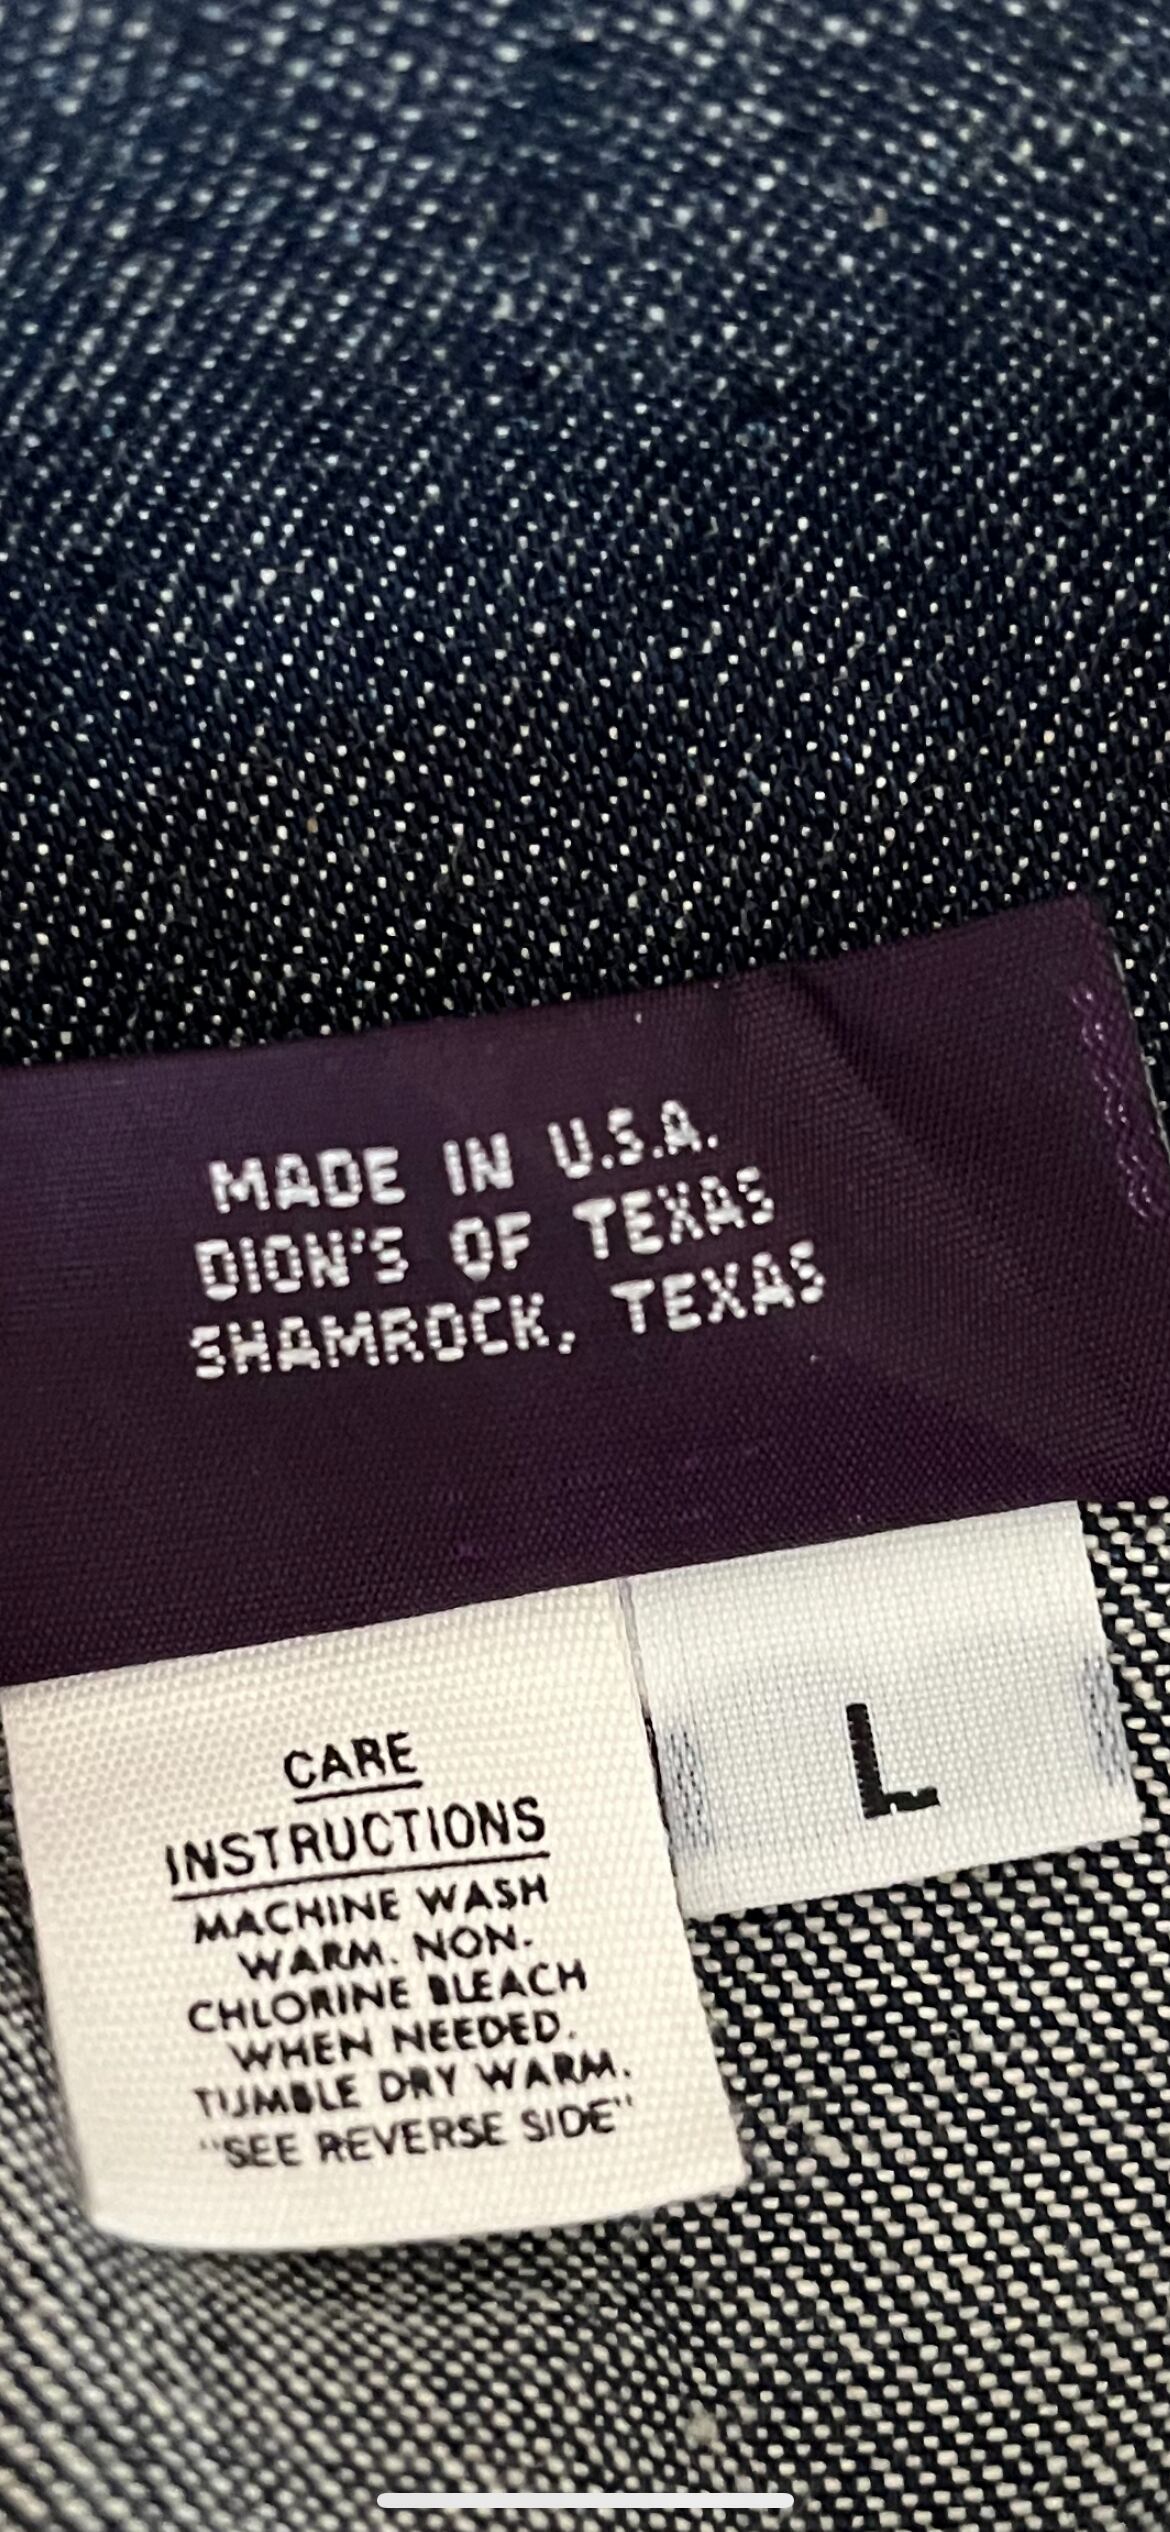 MADE IN U.S.A.
DION'S OF TEXAS
SHAMROCK, TEXAS
CARE
INSTRUCTIONS
MACHINE WASH
WARM. NON-
CHLORINE BLEACH
WHEN NEEDED.
TUMBLE DRY WARM.
"SEE REVERSE SIDE"
L